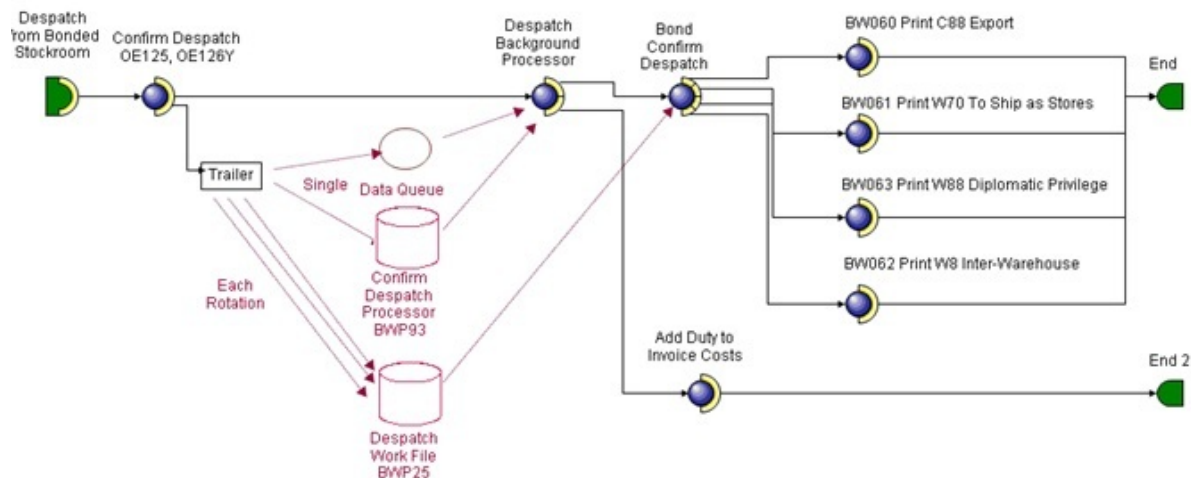 Despatch
from Bonded
Stockroom
Confirm Despatch
OE125, OE126Y
Despatch
Background
Processor
Bond
Confirm
Despatch
BW060 Print C88 Export
End
BW061 Print W70 To Ship as Stores
Trailer
Single
Data Queue
BW063 Print W88 Diplomatic Privilege
Each
Rotation
Confirm
Despatch
Processor
BWP93
BW062 Print W8 Inter-Warehouse
Add Duty to
Invoice Costs
End 2
Despatch
Work File
BWP25